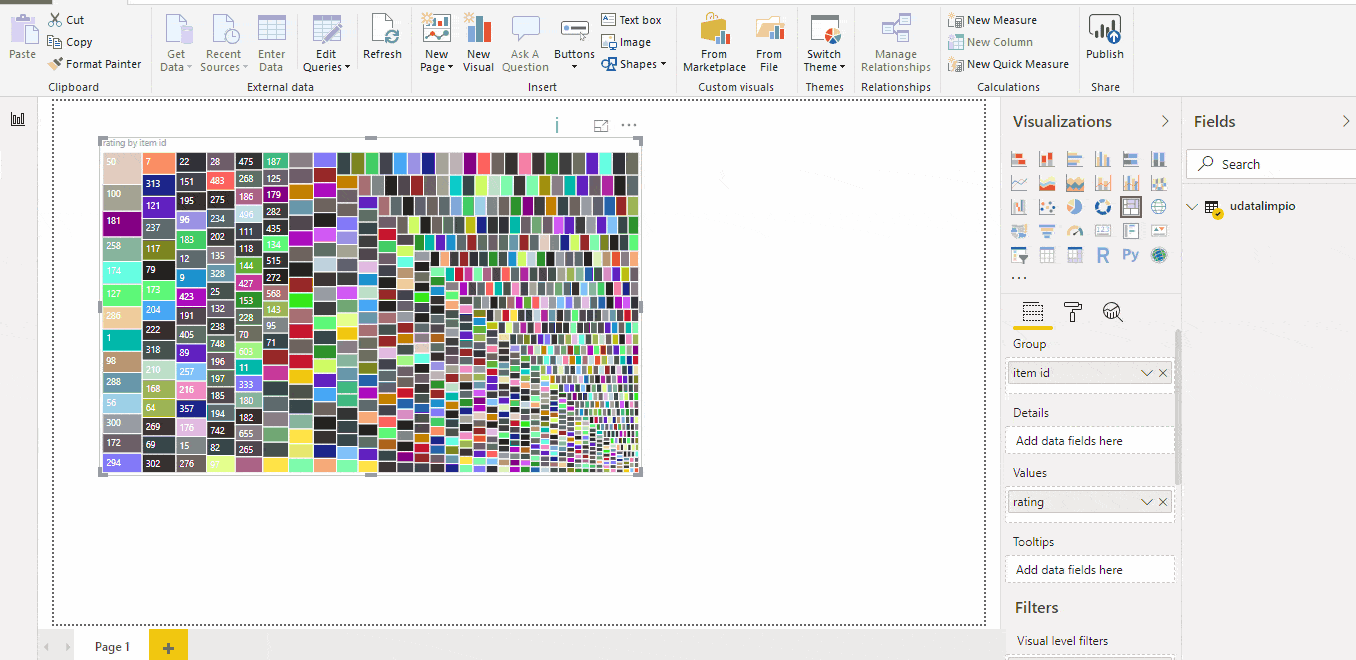 Cut
Copy
Format Painter
Paste
Clipboard
Get Data
Recent Sources
Enter Data
Edit Queries
Refresh
External data
New Page
New Visual
Ask A Question
Buttons
Text box
Image
Shapes
Insert
From Marketplace
From File
Custom visuals
Switch Theme
Themes
Manage Relationships
Relationships
New Measure
New Column
New Quick Measure
Calculations
Publish
Share
rating by item id
50 7 22 28 475 187
100 313 151 483 268 125
181 121 195 275 186 179
258 237 96 234 496 282
174 117 183 202 111 435
127 79 12 135 118 134
286 173 9 328 144 515
1 204 423 25 427 272
98 222 191 132 153 568
288 318 405 238 228 143
56 210 89 748 70 95
300 168 257 196 603 71
172 64 216 197 11
294 269 357 185 333
69 176 194 180
302 15 742 182
276 82 655
265
Visualizations
R Py
Group
item id
Details
Add data fields here
Values
rating
Tooltips
Add data fields here
Filters
Visual level filters
Fields
Search
udatalimpio
Page 1